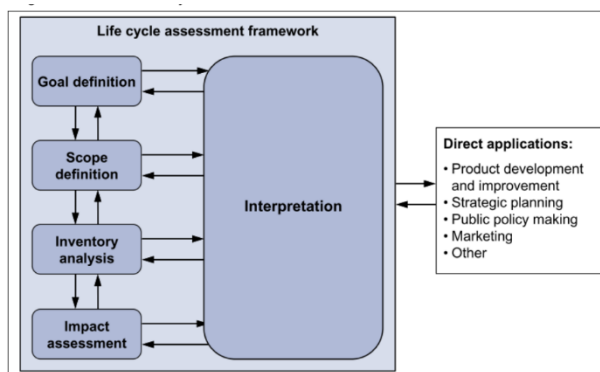 Life cycle assessment framework
Goal definition
Scope
definition
Inventory
analysis
Impact
assessment
Interpretation
Direct applications:
• Product development
and improvement
• Strategic planning
• Public policy making
• Marketing
• Other